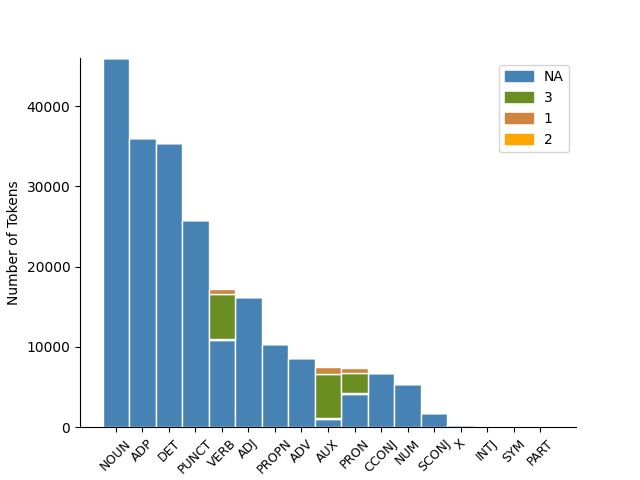 NA
3
1
2
40000
30000
20000
10000
0
Number of Tokens
NOUN ADP DET PUNCT VERB ADJ PROPN ADV AUX PRON CCONJ NUM SCONJ X INTJ SYM PART